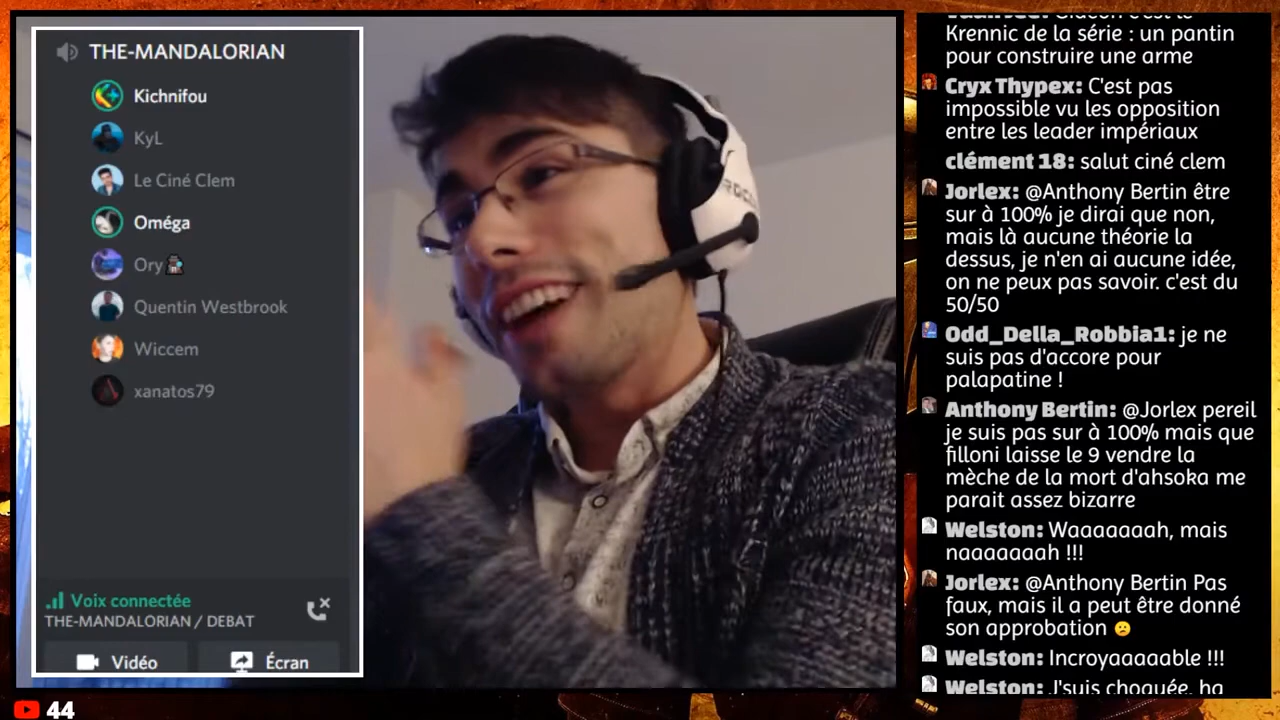 THE-MANDALORIAN
Kichnifou
KyL
Le Ciné Clem
Oméga
Ory
Quentin Westbrook
Wiccem
xanatos79
Voix connectée
THE-MANDALORIAN / DEBAT
Vidéo
Écran
44
Krennic de la série : un pantin
pour construire une arme
Cryx Thypex: C'est pas
impossible vu les opposition
entre les leader impériaux
clément 18: salut ciné clem
Jorlex: @Anthony Bertin être
sur à 100% je dirai que non,
mais là aucune théorie la
dessus, je n'en ai aucune idée,
on ne peux pas savoir. c'est du
50/50
Odd_Della_Robbia1: je ne
suis pas d'accore pour
palapatine !
Anthony Bertin: @Jorlex pereil
je suis pas sur à 100% mais que
filloni laisse le 9 vendre la
mèche de la mort d'ahsoka me
parait assez bizarre
Welston: Waaaaaaah, mais
naaaaaaah !!!
Jorlex: @Anthony Bertin Pas
faux, mais il a peut être donné
son approbation
Welston: Incroyaaaaable !!!
Welston: J'suis choquée, ha